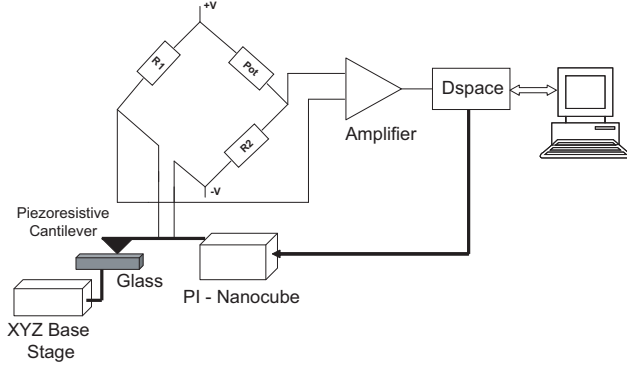 +V
R1
Pot
Dspace
Amplifier
R2
-V
Piezoresistive
Cantilever
Glass
PI - Nanocube
XYZ Base
Stage